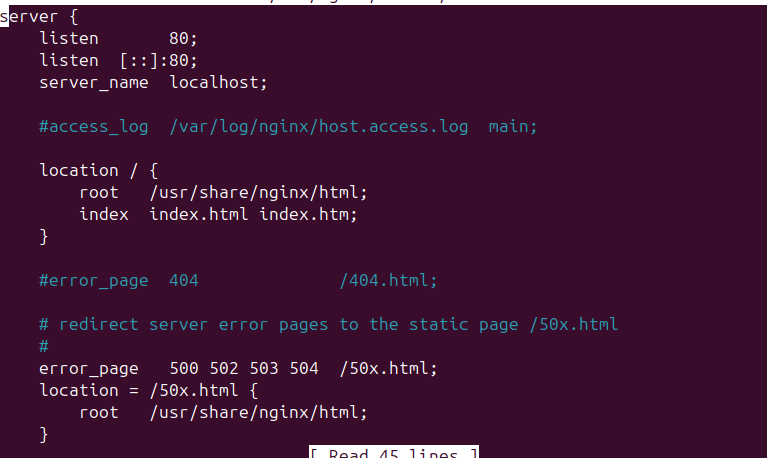 server {
    listen       80;
    listen  [::]:80;
    server_name  localhost;

    #access_log  /var/log/nginx/host.access.log  main;

    location / {
        root   /usr/share/nginx/html;
        index  index.html index.htm;
    }

    #error_page  404              /404.html;

    # redirect server error pages to the static page /50x.html
    #
    error_page   500 502 503 504  /50x.html;
    location = /50x.html {
        root   /usr/share/nginx/html;
    }
[ Read 45 lines ]